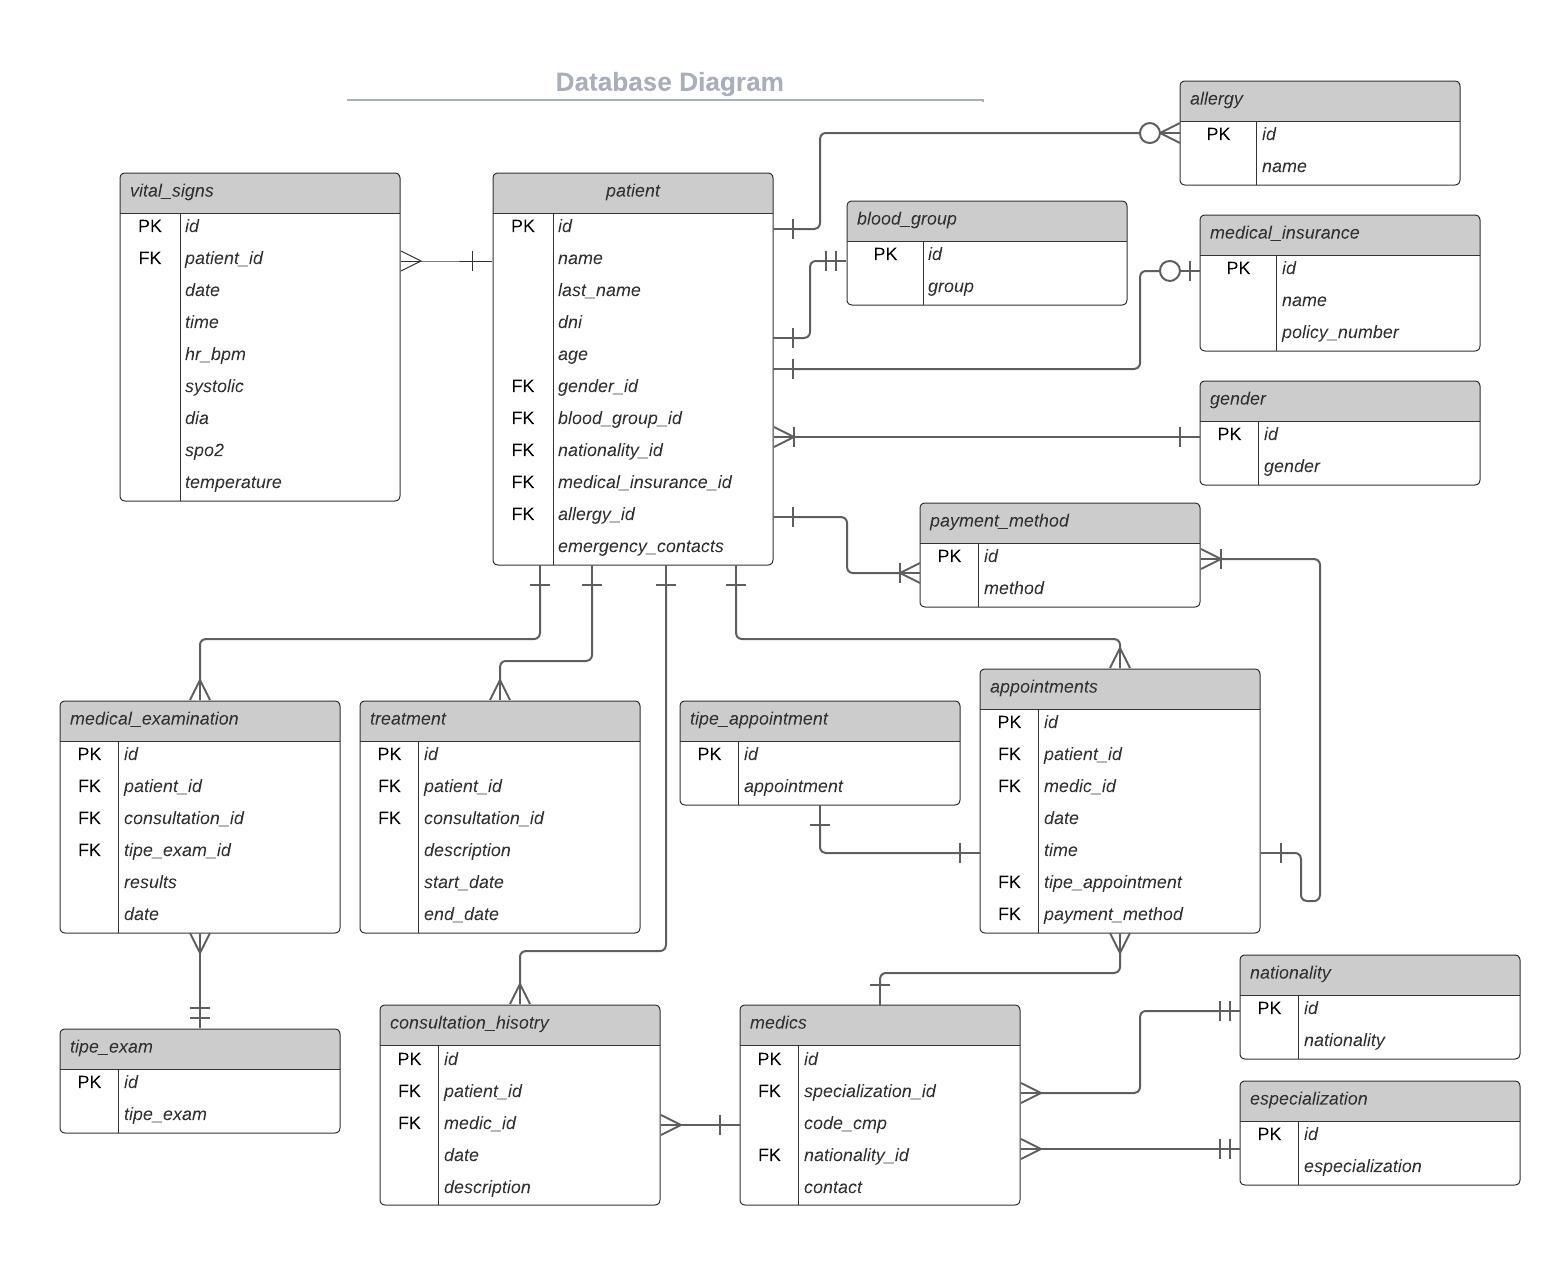 Database Diagram
allergy
PK id
name
vital_signs
PK id
FK patient_id
date
time
hr_bpm
systolic
dia
spo2
temperature
patient
PK id
name
last_name
dni
age
FK gender_id
FK blood_group_id
FK nationality_id
FK medical_insurance_id
FK allergy_id
emergency_contacts
blood_group
PK id
group
medical_insurance
PK id
name
policy_number
gender
PK id
gender
payment_method
PK id
method
medical_examination
PK id
FK patient_id
FK consultation_id
FK tipe_exam_id
results
date
treatment
PK id
FK patient_id
FK consultation_id
description
start_date
end_date
tipe_appointment
PK id
appointment
appointments
PK id
FK patient_id
FK medic_id
date
time
FK tipe_appointment
FK payment_method
tipe_exam
PK id
tipe_exam
consultation_hisotry
PK id
FK patient_id
FK medic_id
date
description
medics
PK id
FK specialization_id
code_cmp
FK nationality_id
contact
nationality
PK id
nationality
especialization
PK id
especialization